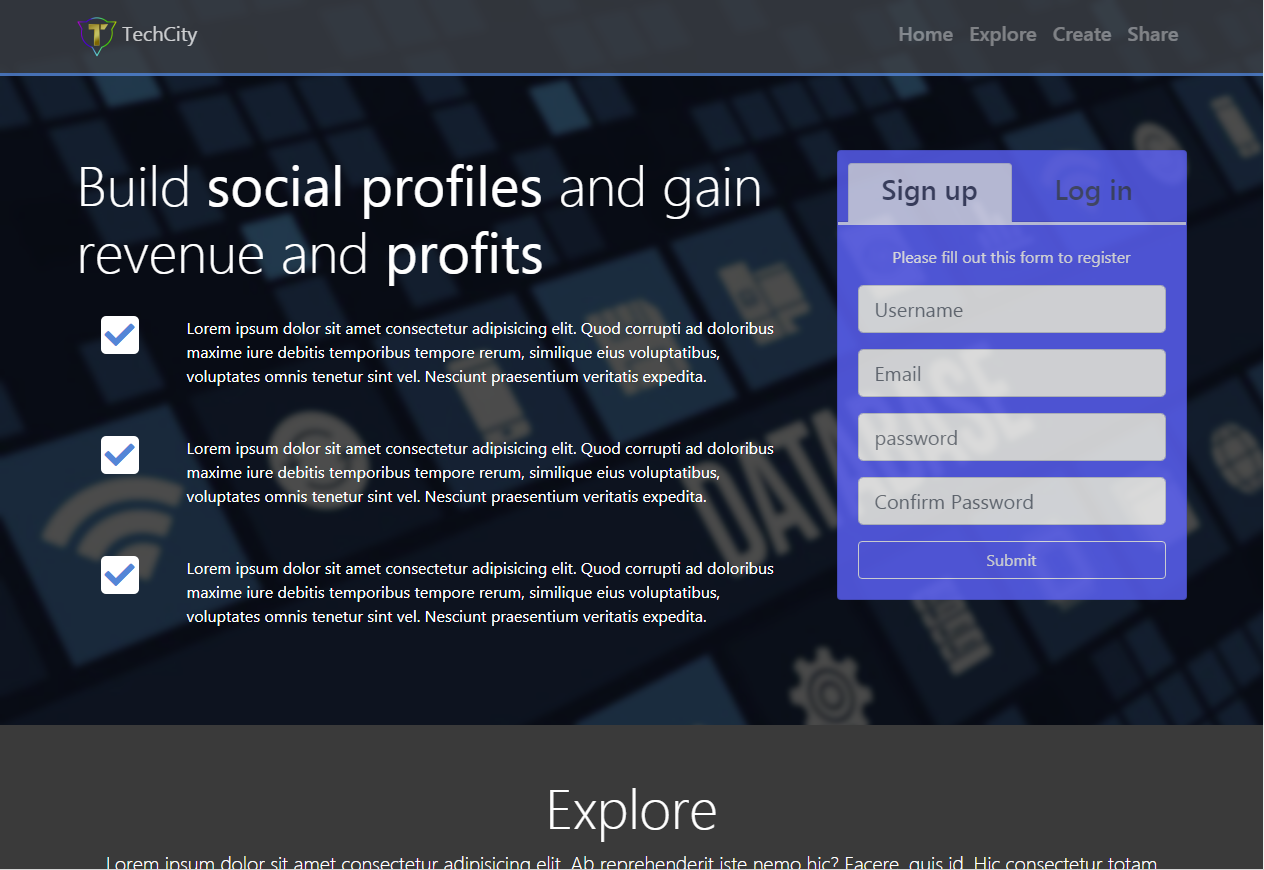 TechCity
Home Explore Create Share
Build social profiles and gain
revenue and profits
Lorem ipsum dolor sit amet consectetur adipisicing elit. Quod corrupti ad doloribus
maxime iure debitis temporibus tempore rerum, similique eius voluptatibus,
voluptates omnis tenetur sint vel. Nesciunt praesentium veritatis expedita.
Lorem ipsum dolor sit amet consectetur adipisicing elit. Quod corrupti ad doloribus
maxime iure debitis temporibus tempore rerum, similique eius voluptatibus,
voluptates omnis tenetur sint vel. Nesciunt praesentium veritatis expedita.
Lorem ipsum dolor sit amet consectetur adipisicing elit. Quod corrupti ad doloribus
maxime iure debitis temporibus tempore rerum, similique eius voluptatibus,
voluptates omnis tenetur sint vel. Nesciunt praesentium veritatis expedita.
DATABASE
Sign up Log in
Please fill out this form to register
Username
Email
password
Confirm Password
Submit
Explore
Lorem ipsum dolor sit amet consectetur adipisicing elit. Ab reprehenderit iste nemo hic? Facere, quis id. Hic consectetur totam